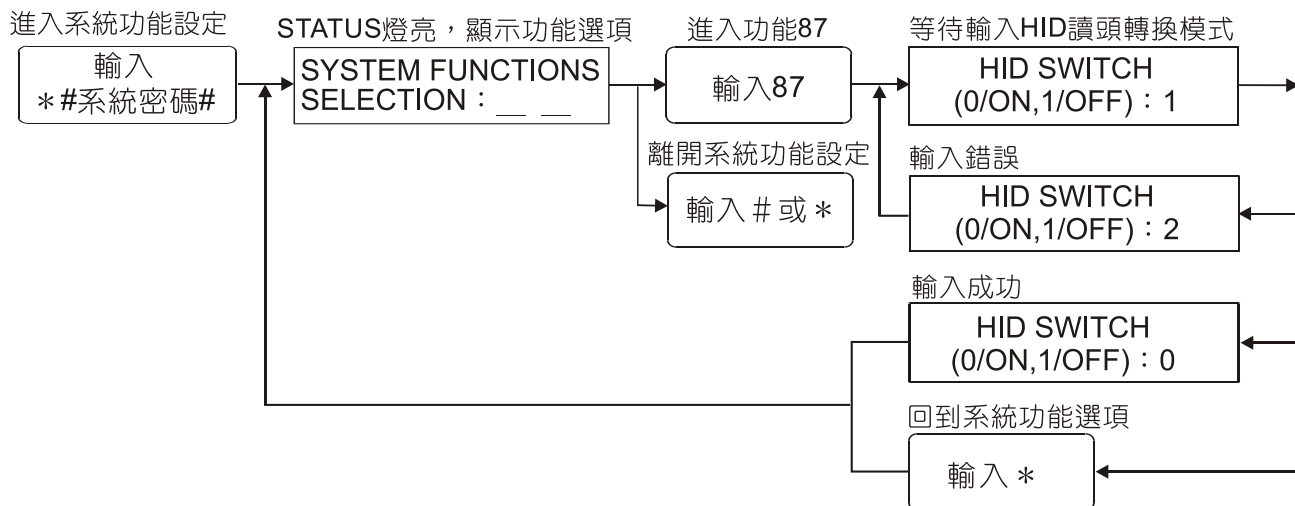 進入系統功能設定
輸入
＊#系統密碼#
STATUS燈亮，顯示功能選項
SYSTEM FUNCTIONS
SELECTION：__ __
進入功能87
輸入87
離開系統功能設定
輸入＃或＊
等待輸入HID讀頭轉換模式
HID SWITCH
(0/ON,1/OFF)：1
輸入錯誤
HID SWITCH
(0/ON,1/OFF)：2
輸入成功
HID SWITCH
(0/ON,1/OFF)：0
回到系統功能選項
輸入＊